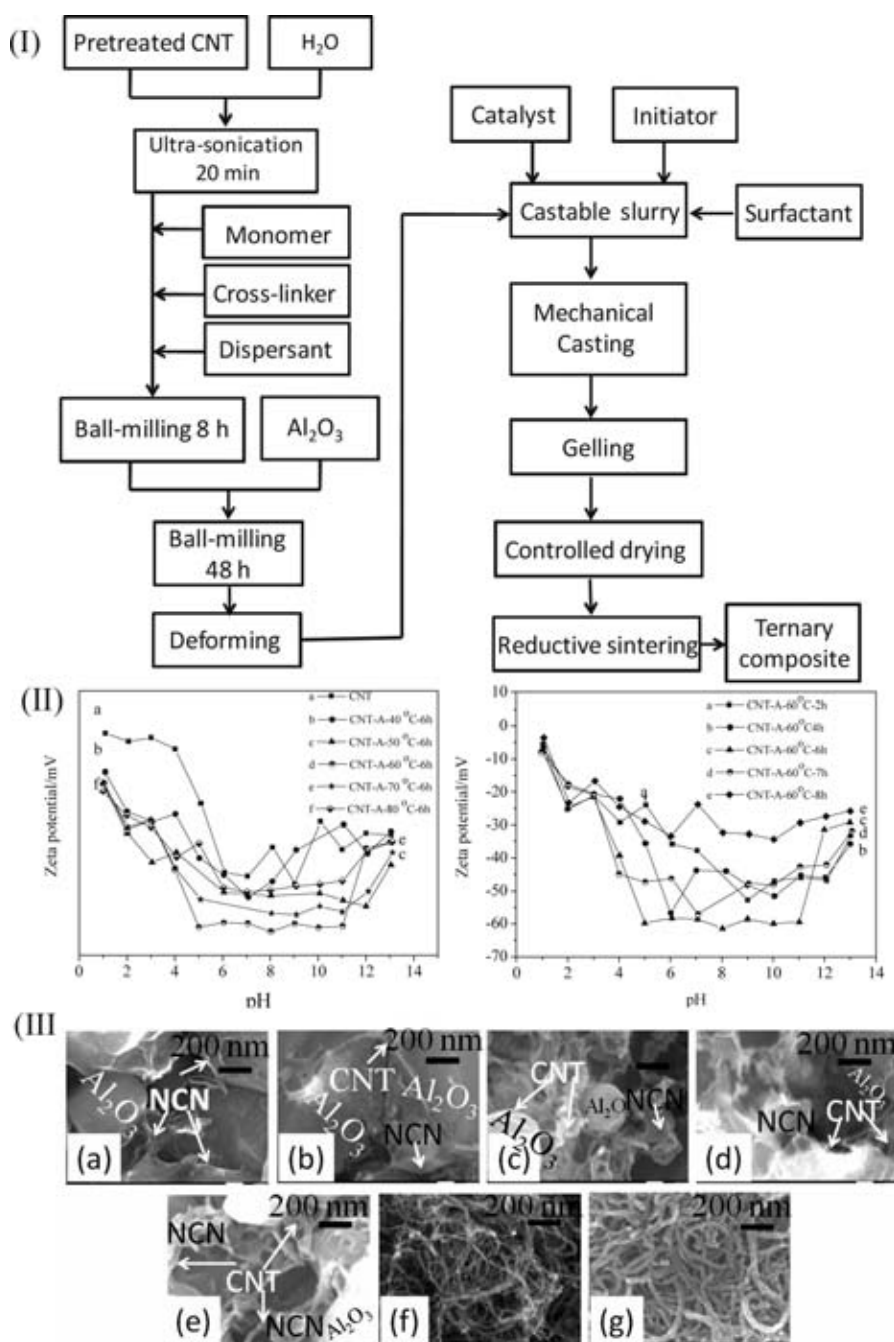 (I)
Pretreated CNT
H₂O
Ultra-sonication
20 min
Monomer
Cross-linker
Dispersant
Ball-milling 8 h
Al₂O₃
Ball-milling
48 h
Deforming
Catalyst
Initiator
Castable slurry
Surfactant
Mechanical
Casting
Gelling
Controlled drying
Reductive sintering
Ternary
composite
(II)
a
b
f
a CNT
b CNT-A-40 °C-6h
c CNT-A-50 °C-6h
d CNT-A-60 °C-6h
e CNT-A-70 °C-6h
f CNT-A-80 °C-6h
e
c
Zeta potential/mV
0 2 4 6 8 10 12 14
pH
10
0
-10
-20
-30
-40
-50
-60
-70
a CNT-A-60°C-2h
b CNT-A-60°C4h
c CNT-A-60°C-6h
d CNT-A-60°C-7h
e CNT-A-60°C-8h
a
e
c
d
b
Zeta potential/mV
0 2 4 6 8 10 12 14
pH
(III
200 nm
Al₂O₃
NCN
(a)
200 nm
CNT
Al₂O₃
Al₂O₃
NCN
(b)
200 nm
CNT
Al₂O₃
Al₂O
NCN
(c)
200 nm
Al₂O₃
NCN
CNT
(d)
200 nm
NCN
CNT
NCN
Al₂O₃
(e)
200 nm
(f)
200 nm
(g)